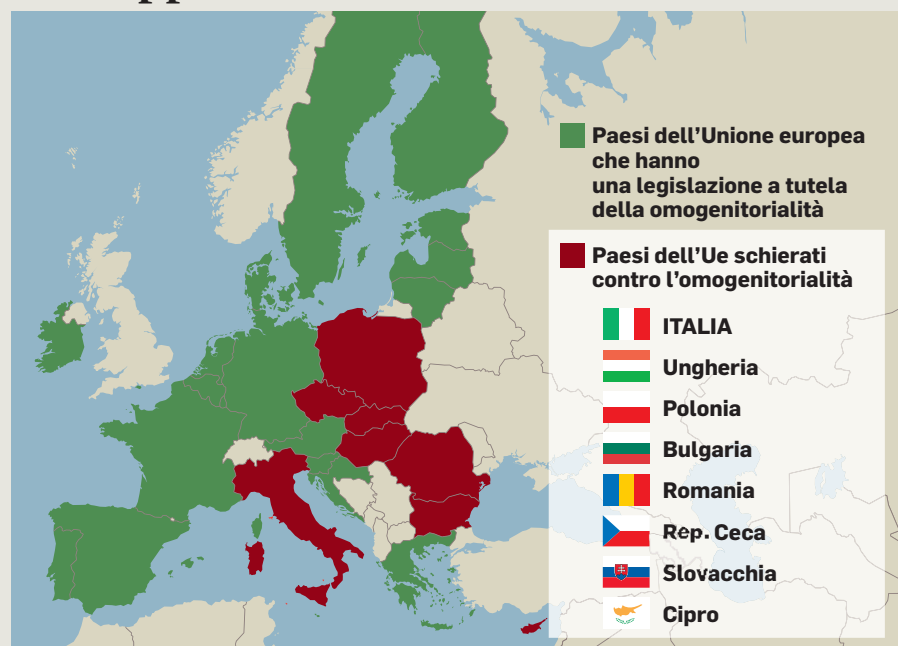 Paesi dell'Unione europea
che hanno
una legislazione a tutela
della omogenitorialità
Paesi dell'Ue schierati
contro l'omogenitorialità
ITALIA
Ungheria
Polonia
Bulgaria
Romania
Rep. Ceca
Slovacchia
Cipro